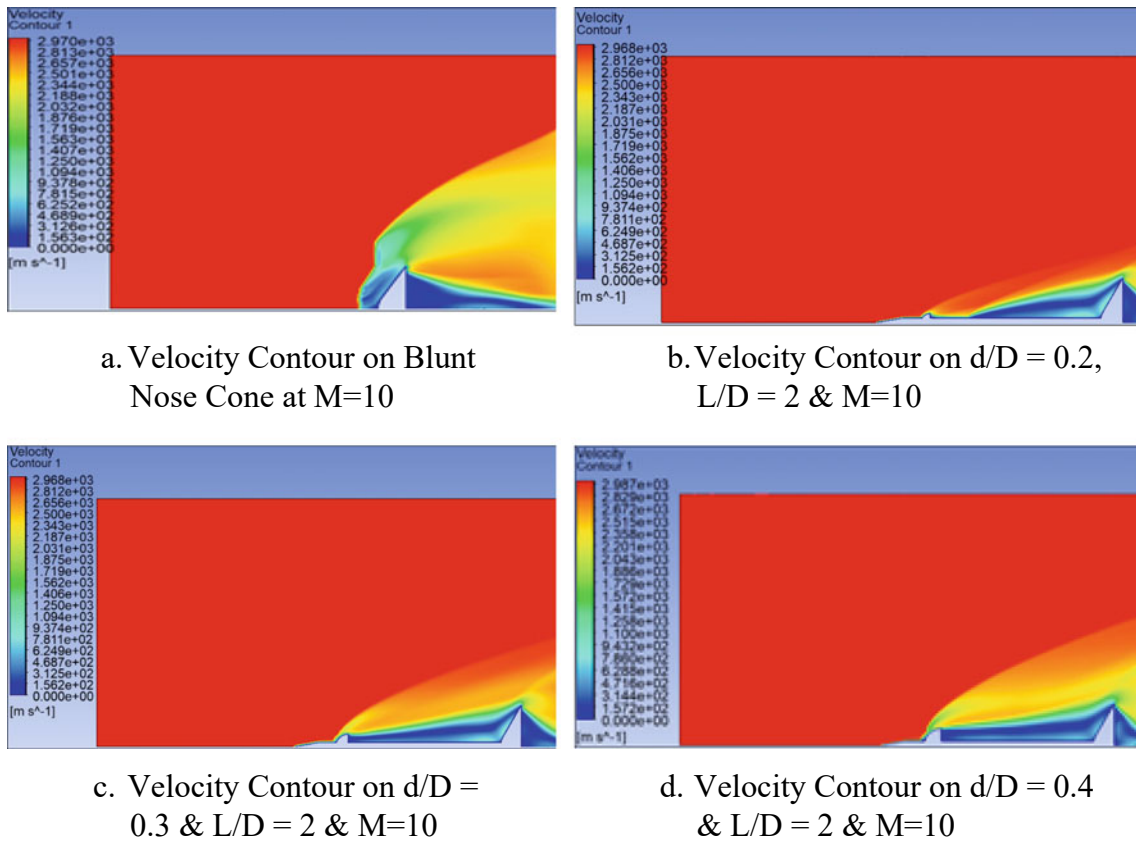 Velocity
Contour 1
2.970e+03
2.813e+03
2.657e+03
2.501e+03
2.344e+03
2.188e+03
2.032e+03
1.876e+03
1.719e+03
1.563e+03
1.407e+03
1.250e+03
1.094e+03
9.378e+02
7.815e+02
6.252e+02
4.689e+02
3.126e+02
1.563e+02
0.000e+00
[m s^-1]
a. Velocity Contour on Blunt
Nose Cone at M=10
Velocity
Contour 1
2.968e+03
2.812e+03
2.656e+03
2.500e+03
2.343e+03
2.187e+03
2.031e+03
1.875e+03
1.719e+03
1.562e+03
1.406e+03
1.250e+03
1.094e+03
9.374e+02
7.811e+02
6.249e+02
4.687e+02
3.125e+02
1.562e+02
0.000e+00
[m s^-1]
b. Velocity Contour on d/D = 0.2,
L/D = 2 & M=10
Velocity
Contour 1
2.968e+03
2.812e+03
2.656e+03
2.500e+03
2.343e+03
2.187e+03
2.031e+03
1.875e+03
1.719e+03
1.562e+03
1.406e+03
1.250e+03
1.094e+03
9.374e+02
7.811e+02
6.249e+02
4.687e+02
3.125e+02
1.562e+02
0.000e+00
[m s^-1]
c. Velocity Contour on d/D =
0.3 & L/D = 2 & M=10
Velocity
Contour 1
2.987e+03
2.829e+03
2.672e+03
2.515e+03
2.358e+03
2.201e+03
2.043e+03
1.886e+03
1.729e+03
1.572e+03
1.415e+03
1.258e+03
1.100e+03
9.432e+02
7.860e+02
6.288e+02
4.716e+02
3.144e+02
1.572e+02
0.000e+00
[m s^-1]
d. Velocity Contour on d/D = 0.4
& L/D = 2 & M=10